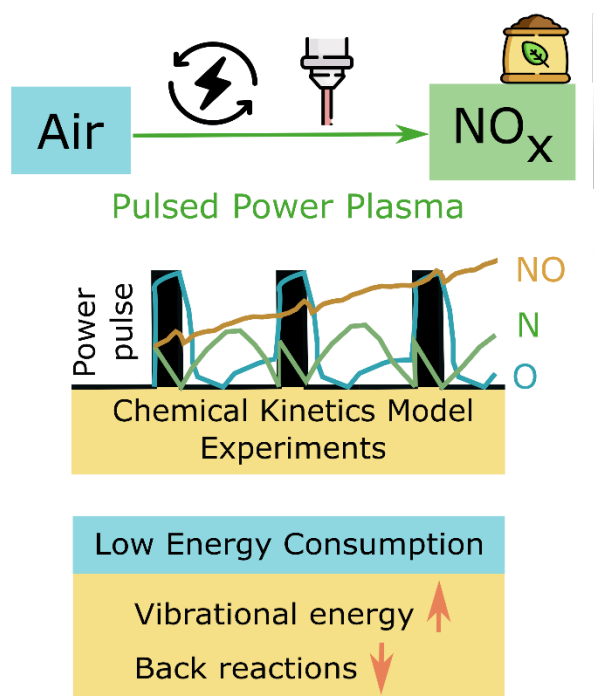 Air
NOx
Pulsed Power Plasma
Power
pulse
NO
N
O
Chemical Kinetics Model
Experiments
Low Energy Consumption
Vibrational energy
Back reactions